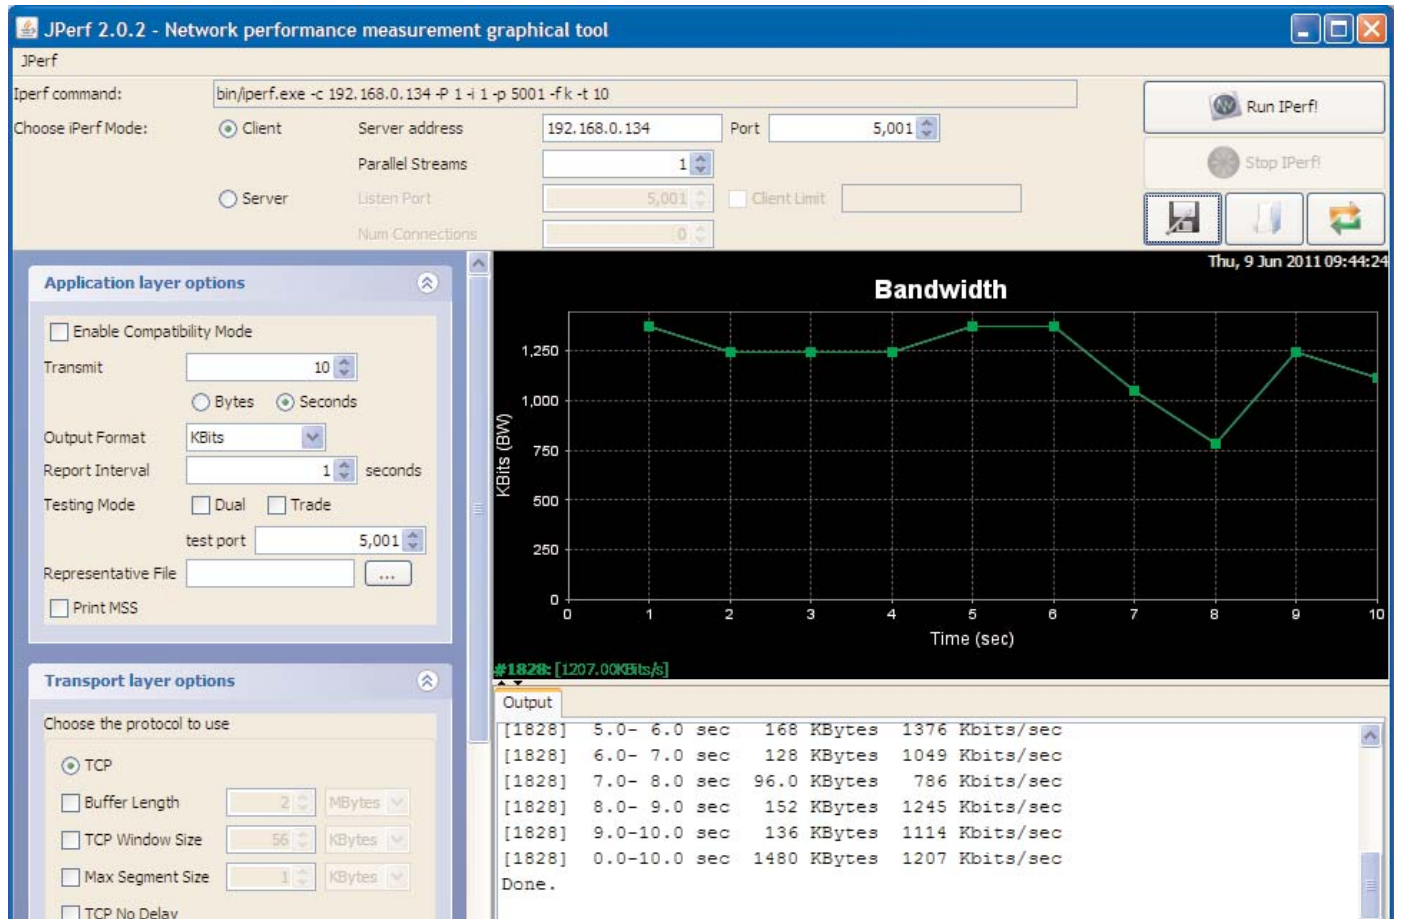 JPerf 2.0.2 - Network performance measurement graphical tool
JPerf
Iperf command: bin/iperf.exe -c 192.168.0.134 -P 1 -i 1 -p 5001 -f k -t 10
Run IPerf!
Choose iPerf Mode: Client Server address 192.168.0.134 Port 5,001
Parallel Streams 1
Stop IPerf!
Server Listen Port 5,001 Client Limit
Num Connections 0
Application layer options
Enable Compatibility Mode
Transmit 10
Bytes Seconds
Output Format KBits
Report Interval 1 seconds
Testing Mode Dual Trade
test port 5,001
Representative File ...
Print MSS
Transport layer options
Choose the protocol to use
TCP
Buffer Length 2 MBytes
TCP Window Size 56 KBytes
Max Segment Size 1 KBytes
TCP No Delay
Thu, 9 Jun 2011 09:44:24
Bandwidth
KBits (BW)
1,250
1,000
750
500
250
0
0 1 2 3 4 5 6 7 8 9 10
Time (sec)
#1828: [1207.00KBits/s]
Output
[1828] 5.0- 6.0 sec 168 KBytes 1376 Kbits/sec
[1828] 6.0- 7.0 sec 128 KBytes 1049 Kbits/sec
[1828] 7.0- 8.0 sec 96.0 KBytes 786 Kbits/sec
[1828] 8.0- 9.0 sec 152 KBytes 1245 Kbits/sec
[1828] 9.0-10.0 sec 136 KBytes 1114 Kbits/sec
[1828] 0.0-10.0 sec 1480 KBytes 1207 Kbits/sec
Done.